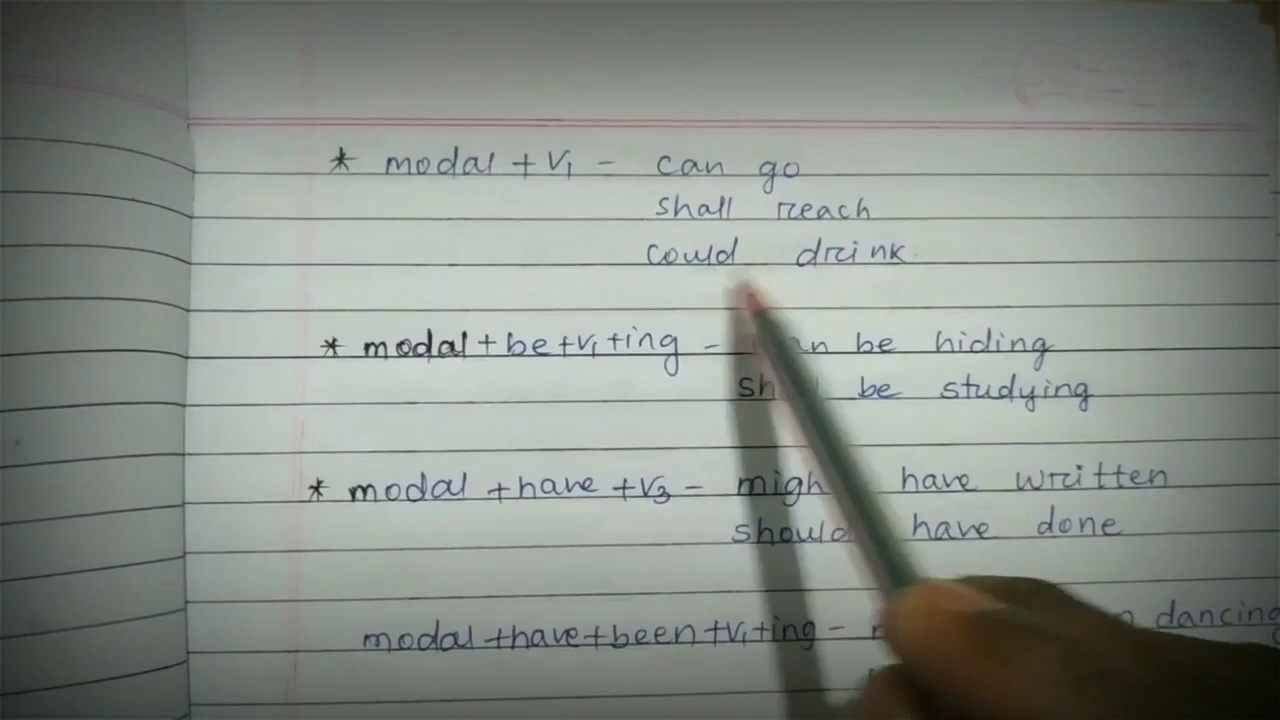 * modal + V1 - can go
shall reach
could drink
* modal + be + V1 + ing - be hiding
be studying
* modal + have + V3 - have written
should have done
modal + have + been + V1 + ing - dancing